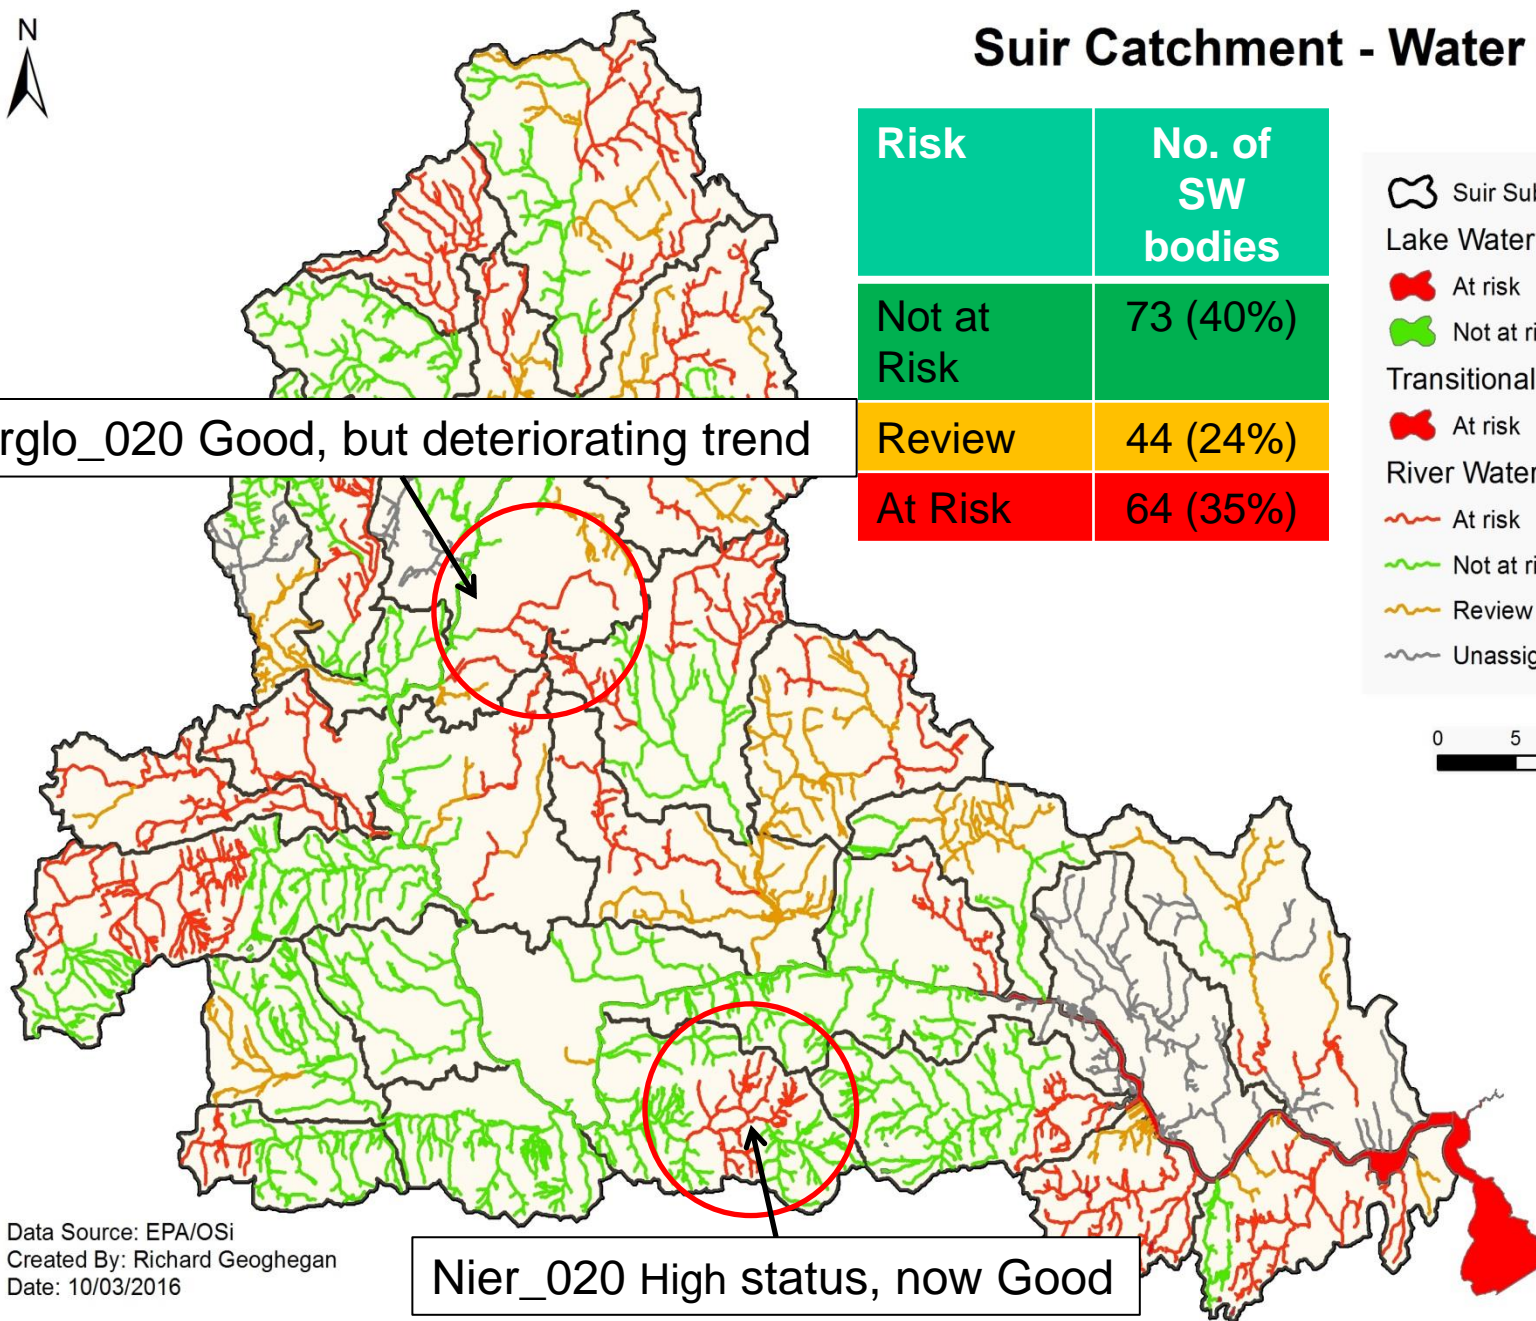 N
Suir Catchment - Water
Risk
No. of
SW
bodies
Not at
Risk
73 (40%)
Review
44 (24%)
At Risk
64 (35%)
Suir Sub
Lake Water
At risk
Not at ri
Transitional
At risk
River Water
At risk
Not at ri
Review
Unassig
0 5
rglo_020 Good, but deteriorating trend
Nier_020 High status, now Good
Data Source: EPA/OSi
Created By: Richard Geoghegan
Date: 10/03/2016